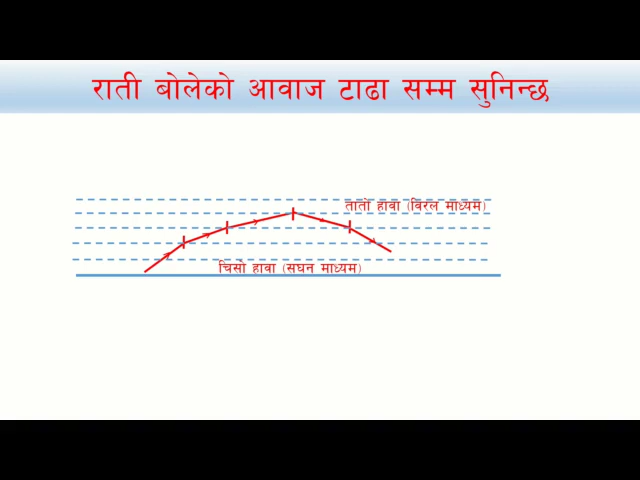 राती बोलेको आवाज टाढा सम्म सुनिन्छ
तातो हावा (बिरल माध्यम)
चिसो हावा (सघन माध्यम)